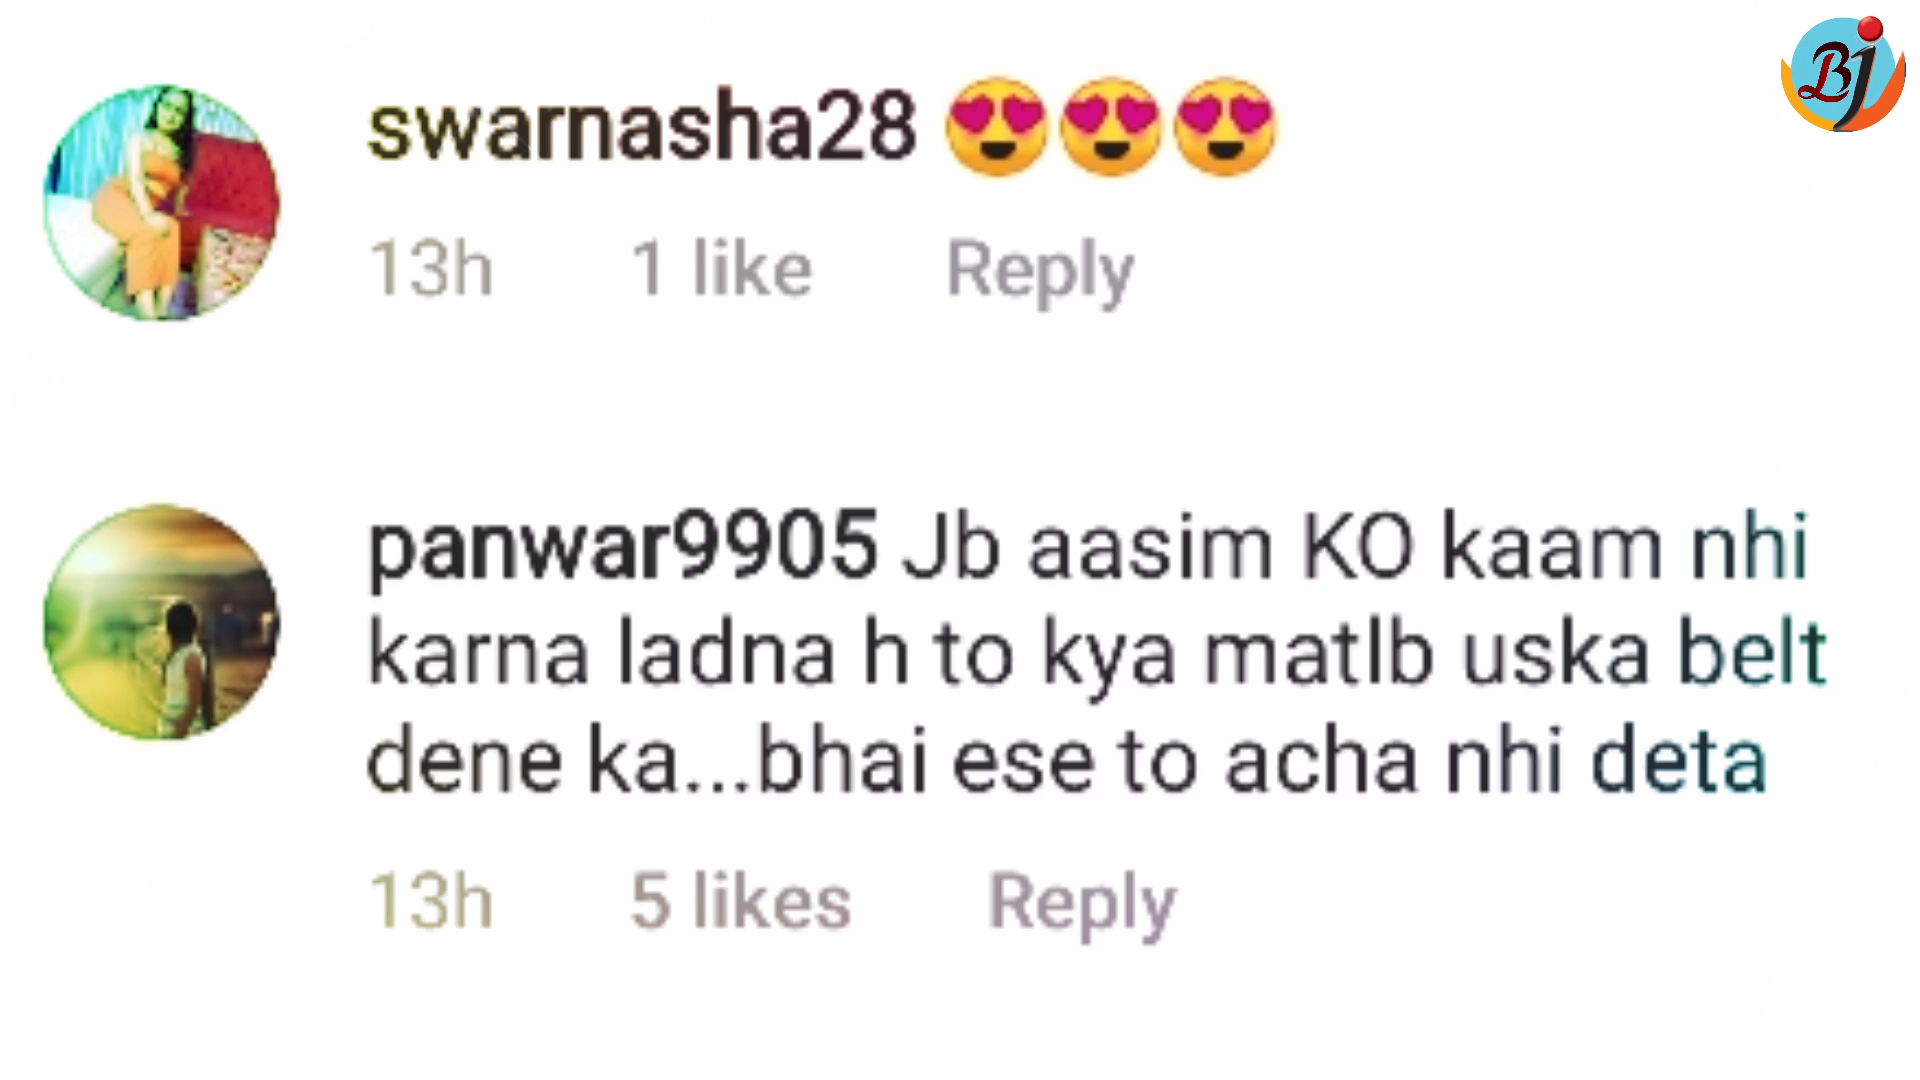 Bj
swarnasha28 😍😍😍
13h 1 like Reply
panwar9905 Jb aasim KO kaam nhi
karna ladna h to kya matlb uska belt
dene ka...bhai ese to acha nhi deta
13h 5 likes Reply